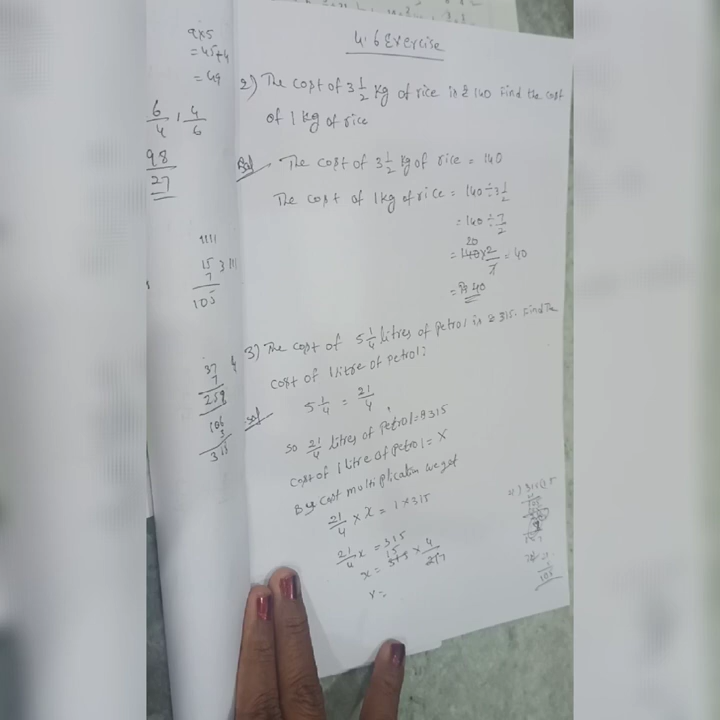 9x5
= 45+4
= 49
6/4 , 4/6
98/27
15
7
105
37
7
259
106
3
318
4.6 Exercise
2) The cost of 3 1/2 kg of rice is ₹ 140 Find the cost
of 1 kg of rice
Sol The cost of 3 1/2 kg of rice = 140
The cost of 1kg of rice = 140 ÷ 3 1/2
= 140 ÷ 7/2
20
= 140 x 2/7 = 40
= ₹ 40
3) The cost of 5 1/4 litres of petrol is ₹ 315. Find the
cost of 1 litre of petrol:
5 1/4 = 21/4
Sol
So 21/4 litres of petrol = ₹ 315
Cost of 1 litre of petrol = x
By Cost multiplication we get
21/4 x x = 1 x 315
21/4 x = 315
15
x = 315 x 4/21
x =
105